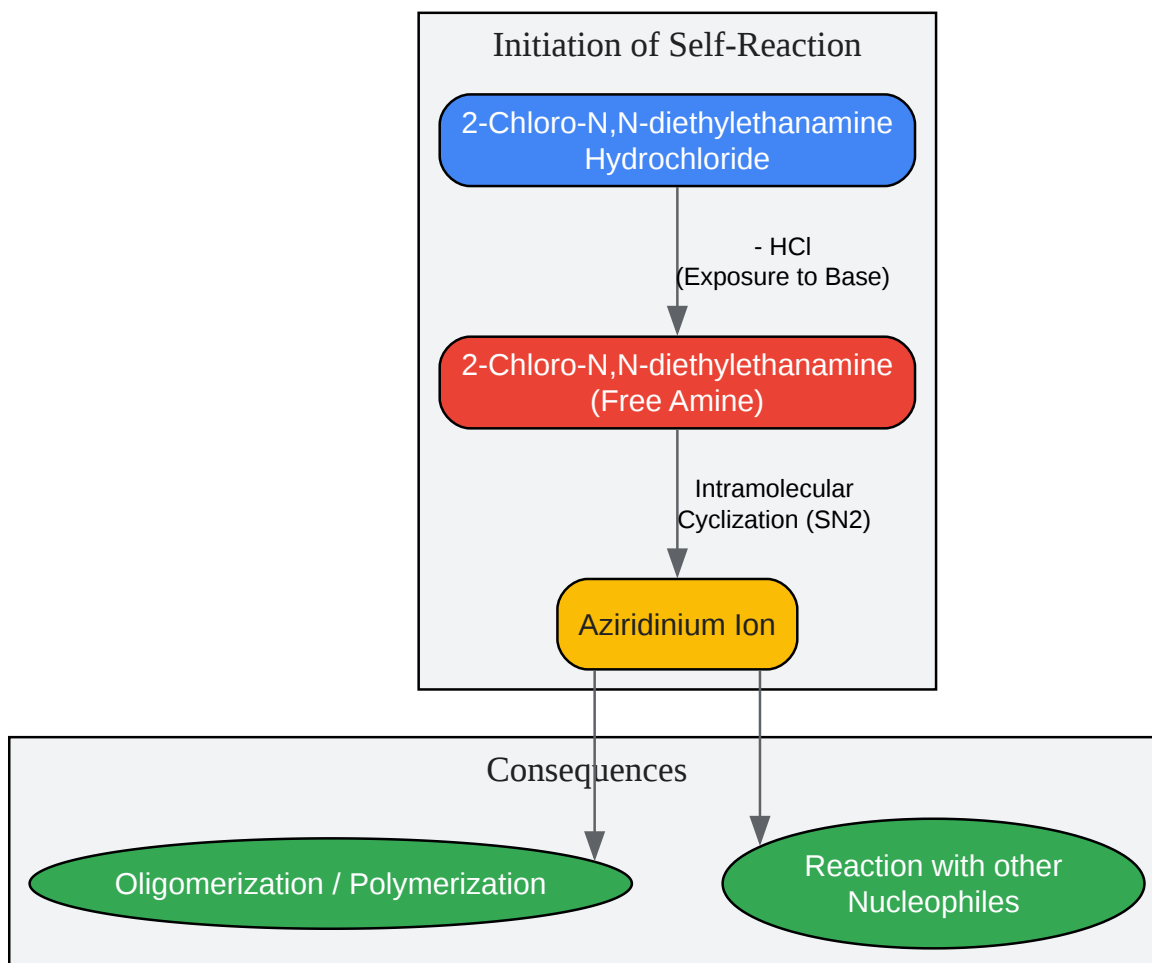 Initiation of Self-Reaction
2-Chloro-N,N-diethylethanamine
Hydrochloride
- HCl
(Exposure to Base)
2-Chloro-N,N-diethylethanamine
(Free Amine)
Intramolecular
Cyclization (SN2)
Aziridinium Ion
Consequences
Oligomerization / Polymerization
Reaction with other
Nucleophiles